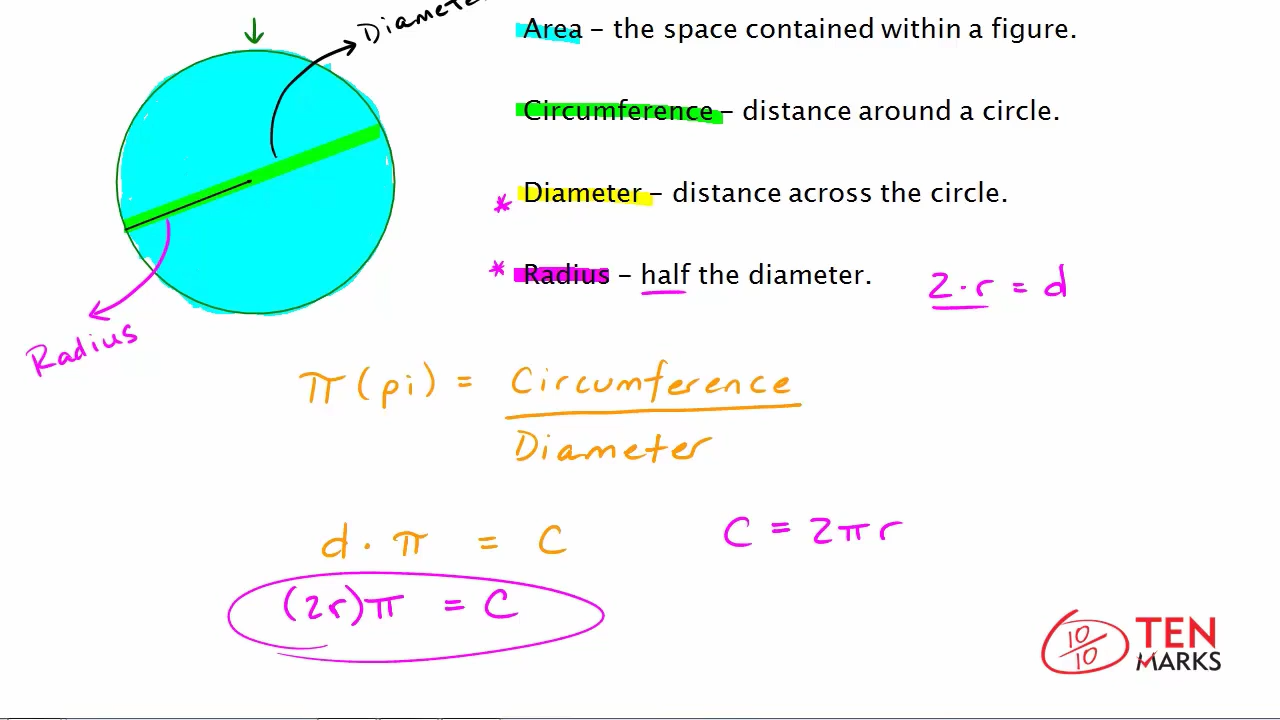 Diameter
Area – the space contained within a figure.
Circumference – distance around a circle.
* Diameter – distance across the circle.
* Radius – half the diameter.
2 · r = d
Radius
π (pi) = Circumference
Diameter
d · π = C
C = 2πr
(2r)π = C
10/10
TEN
MARKS